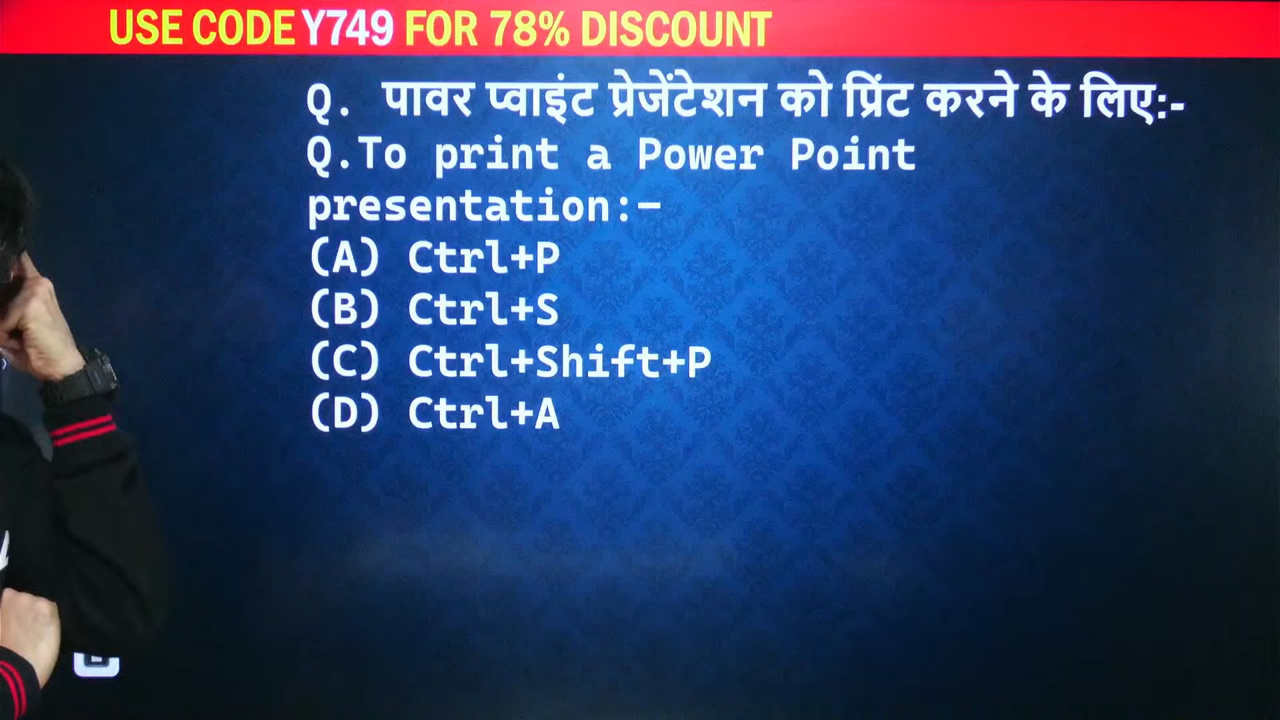 USE CODE Y749 FOR 78% DISCOUNT
Q. पावर प्वाइंट प्रेजेंटेशन को प्रिंट करने के लिए:-
Q.To print a Power Point
presentation:-
(A) Ctrl+P
(B) Ctrl+S
(C) Ctrl+Shift+P
(D) Ctrl+A